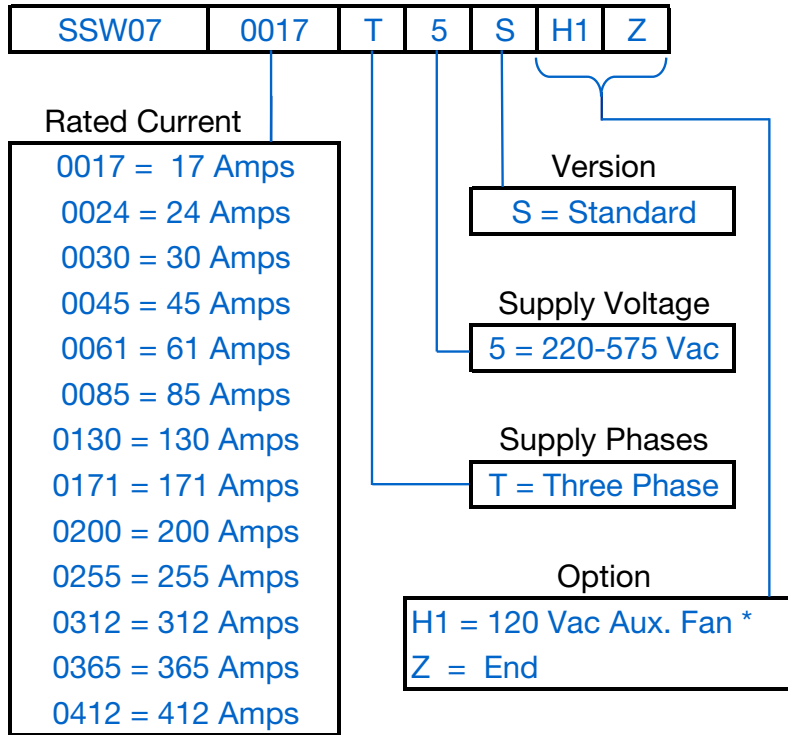 SSW07 0017 T 5 S H1 Z
Rated Current
0017 = 17 Amps
0024 = 24 Amps
0030 = 30 Amps
0045 = 45 Amps
0061 = 61 Amps
0085 = 85 Amps
0130 = 130 Amps
0171 = 171 Amps
0200 = 200 Amps
0255 = 255 Amps
0312 = 312 Amps
0365 = 365 Amps
0412 = 412 Amps
Version
S = Standard
Supply Voltage
5 = 220-575 Vac
Supply Phases
T = Three Phase
Option
H1 = 120 Vac Aux. Fan *
Z = End